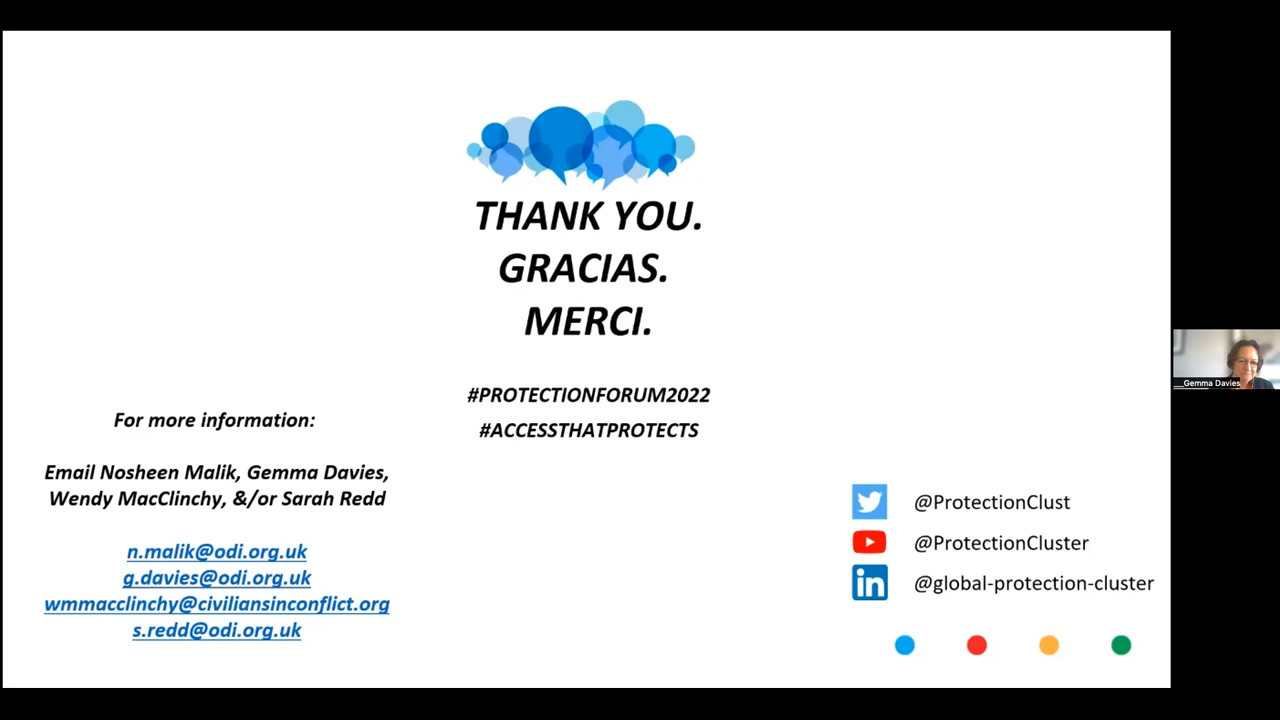 THANK YOU.
GRACIAS.
MERCI.
#PROTECTIONFORUM2022
#ACCESSTHATPROTECTS
For more information:
Email Nosheen Malik, Gemma Davies,
Wendy MacClinchy, &/or Sarah Redd
n.malik@odi.org.uk
g.davies@odi.org.uk
wmmacclinchy@civiliansinconflict.org
s.redd@odi.org.uk
@ProtectionClust
@ProtectionCluster
in
@global-protection-cluster
Gemma Davies